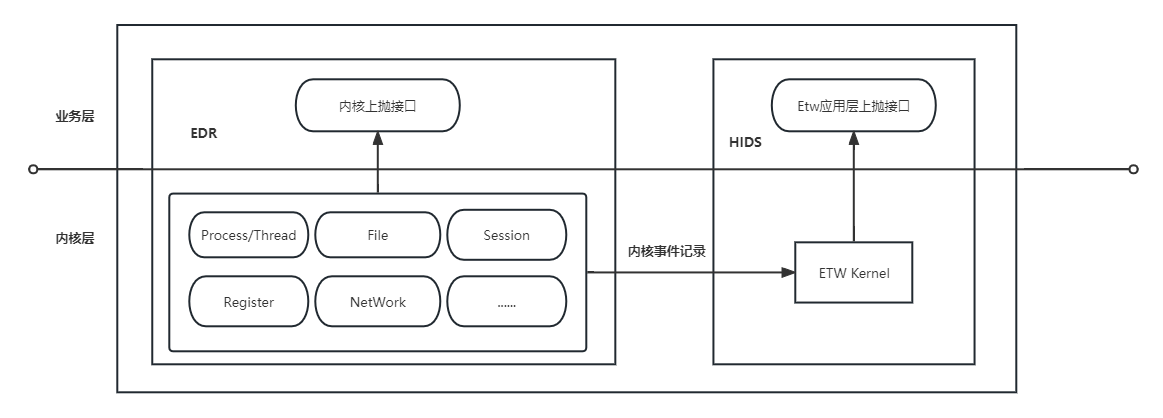 业务层
EDR
内核上抛接口
HIDS
Etw应用层上抛接口
内核层
Process/Thread
File
Session
Register
NetWork
......
内核事件记录
ETW Kernel